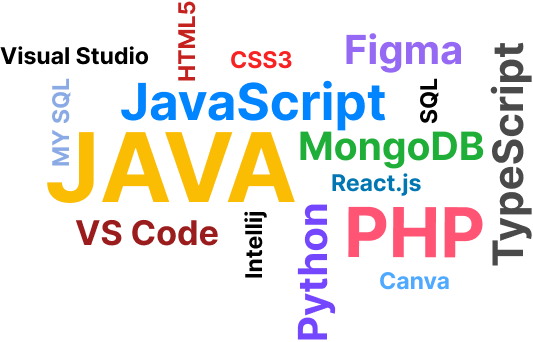 HTML5
Visual Studio
CSS3
Figma
TypeScript
MY SQL
JavaScript
SQL
JAVA
MongoDB
React.js
VS Code
Intellij
Python
PHP
Canva